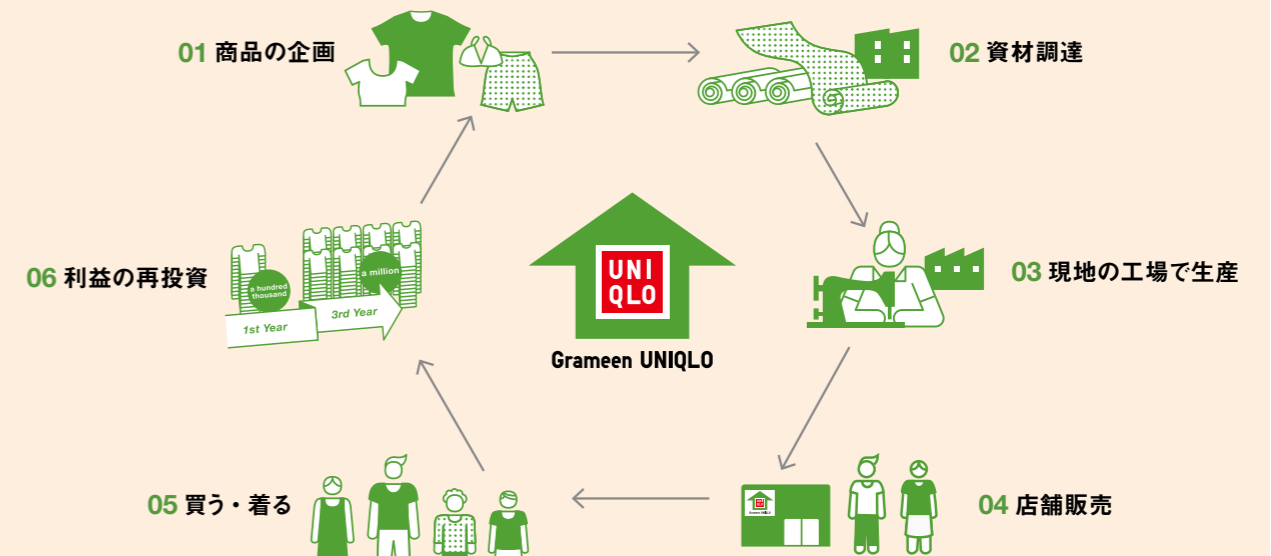 01 商品の企画
02 資材調達
03 現地の工場で生産
04 店舗販売
05 買う・着る
06 利益の再投資
a hundred
thousand
1st Year
a million
3rd Year
UNI
QLO
Grameen UNIQLO
Grameen UNIQLO